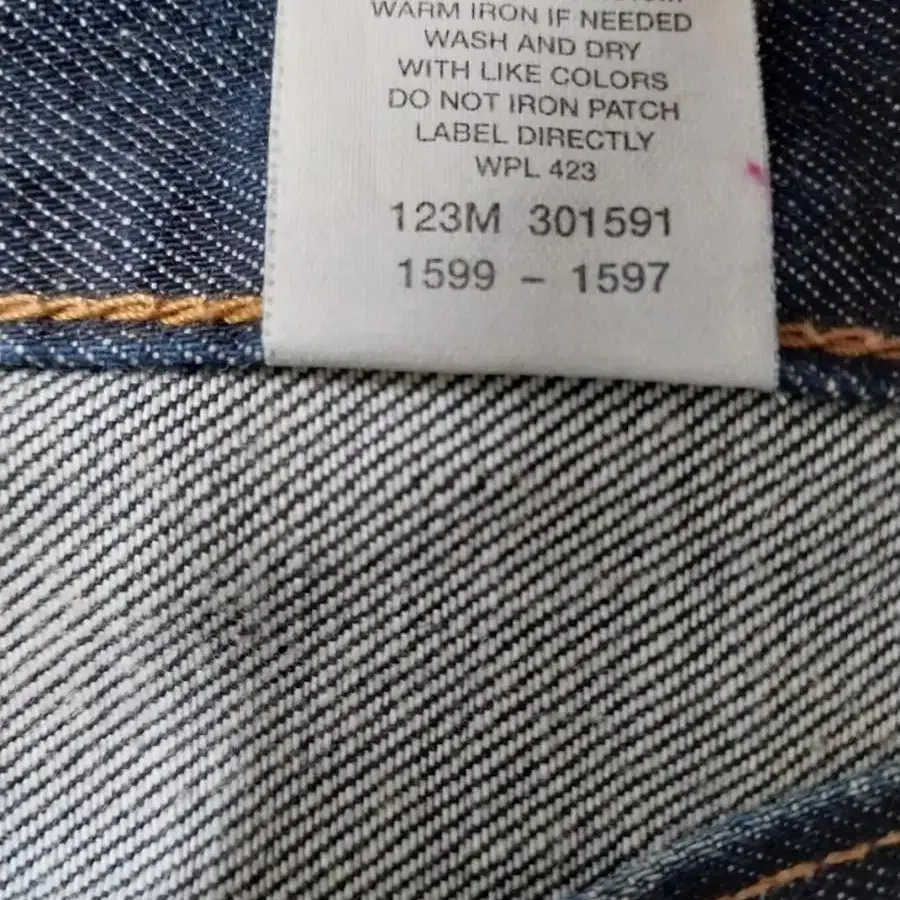 WARM IRON IF NEEDED
WASH AND DRY
WITH LIKE COLORS
DO NOT IRON PATCH
LABEL DIRECTLY
WPL 423
123M 301591
1599 - 1597